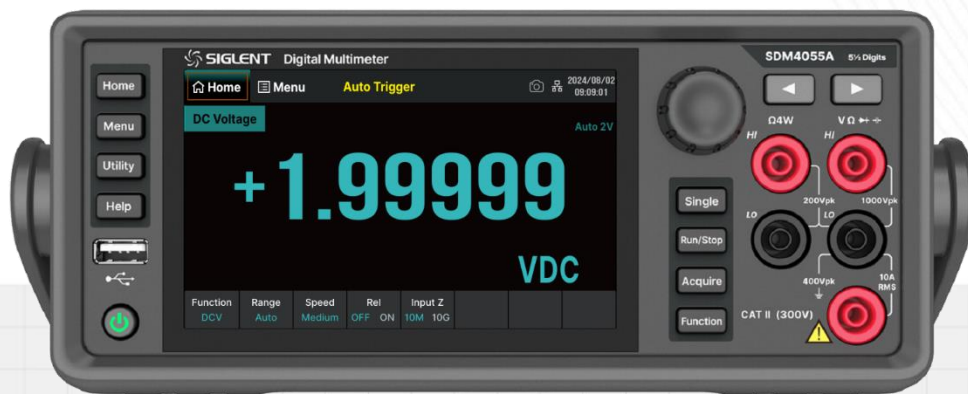 SIGLENT Digital Multimeter
SDM4055A 5½ Digits
Home
Menu
Utility
Help
Home Menu Auto Trigger 2024/08/02
09:09:01
DC Voltage
Auto 2V
+1.99999
VDC
Function Range Speed Rel Input Z
DCV Auto Medium OFF ON 10M 10G
Single
Run/Stop
Acquire
Function
Ω4W VΩ
HI HI
200Vpk 1000Vpk
LO LO
400Vpk 10A
RMS
CAT II (300V)